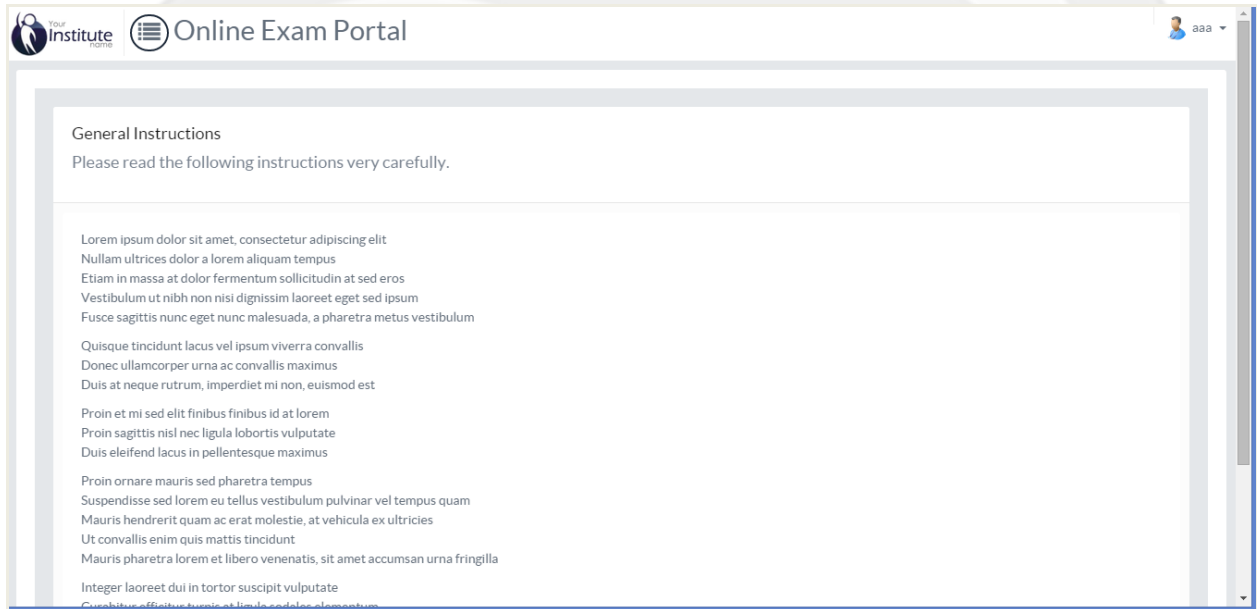 Your
Institute
name
Online Exam Portal
aaa
General Instructions
Please read the following instructions very carefully.
Lorem ipsum dolor sit amet, consectetur adipiscing elit
Nullam ultrices dolor a lorem aliquam tempus
Etiam in massa at dolor fermentum sollicitudin at sed eros
Vestibulum ut nibh non nisi dignissim laoreet eget sed ipsum
Fusce sagittis nunc eget nunc malesuada, a pharetra metus vestibulum
Quisque tincidunt lacus vel ipsum viverra convallis
Donec ullamcorper urna ac convallis maximus
Duis at neque rutrum, imperdiet mi non, euismod est
Proin et mi sed elit finibus finibus id at lorem
Proin sagittis nisl nec ligula lobortis vulputate
Duis eleifend lacus in pellentesque maximus
Proin ornare mauris sed pharetra tempus
Suspendisse sed lorem eu tellus vestibulum pulvinar vel tempus quam
Mauris hendrerit quam ac erat molestie, at vehicula ex ultricies
Ut convallis enim quis mattis tincidunt
Mauris pharetra lorem et libero venenatis, sit amet accumsan urna fringilla
Integer laoreet dui in tortor suscipit vulputate
Curabitur efficitur turpis at ligula sodales elementum